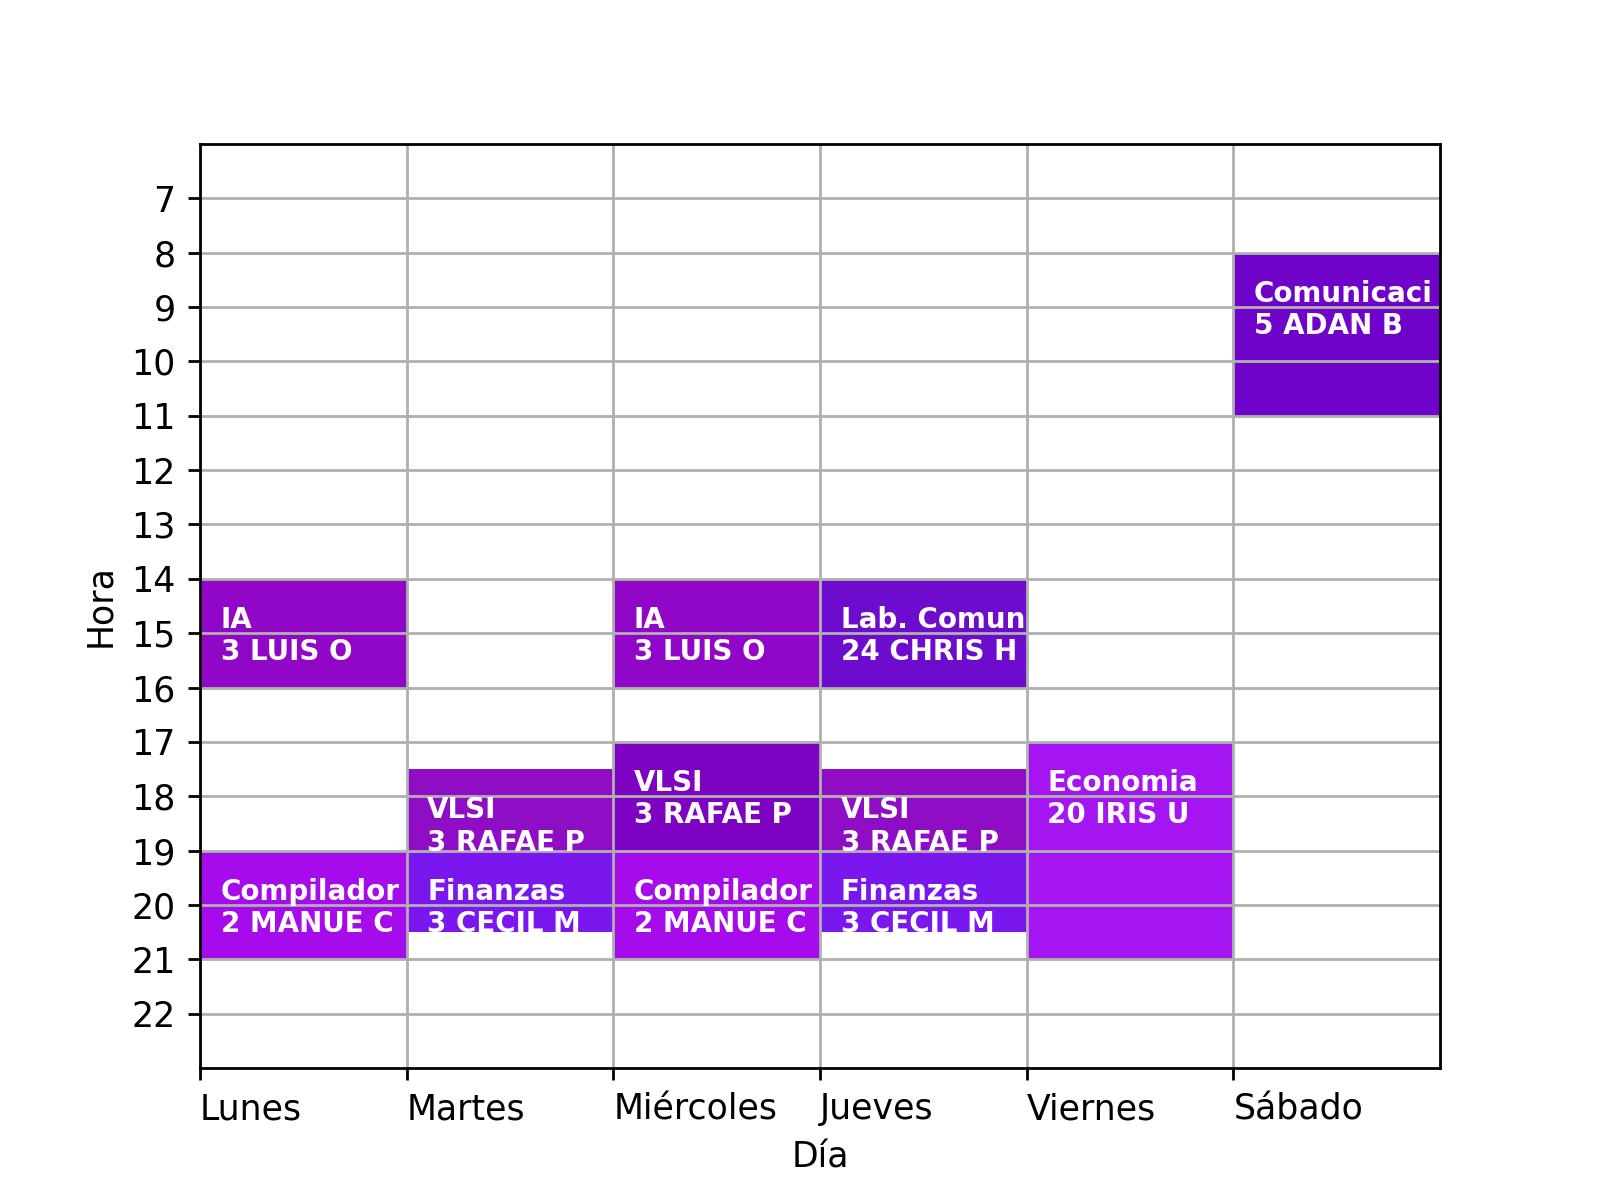 7
8
9
10
11
12
13
14
15
16
17
18
19
20
21
22
Hora
Comunicaci
5 ADAN B
IA
3 LUIS O
IA
3 LUIS O
Lab. Comun
24 CHRIS H
VLSI
3 RAFAE P
VLSI
3 RAFAE P
VLSI
3 RAFAE P
Economia
20 IRIS U
Compilador
2 MANUE C
Finanzas
3 CECIL M
Compilador
2 MANUE C
Finanzas
3 CECIL M
Lunes
Martes
Miércoles
Jueves
Viernes
Sábado
Día